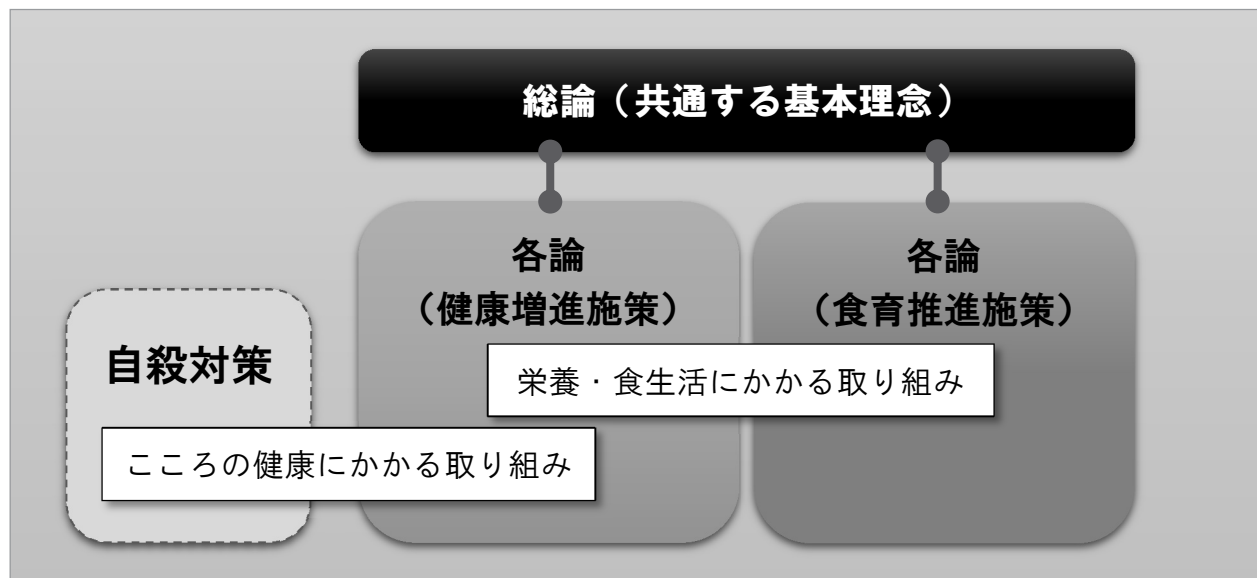 総論（共通する基本理念）
各論
（健康増進施策）
各論
（食育推進施策）
自殺対策
栄養・食生活にかかる取り組み
こころの健康にかかる取り組み